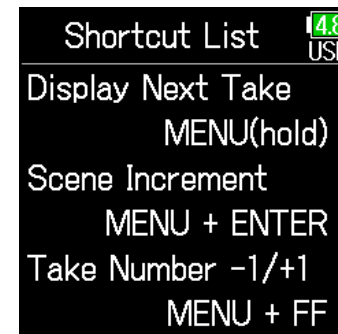 Shortcut List
Display Next Take
MENU(hold)
Scene Increment
MENU + ENTER
Take Number -1/+1
MENU + FF